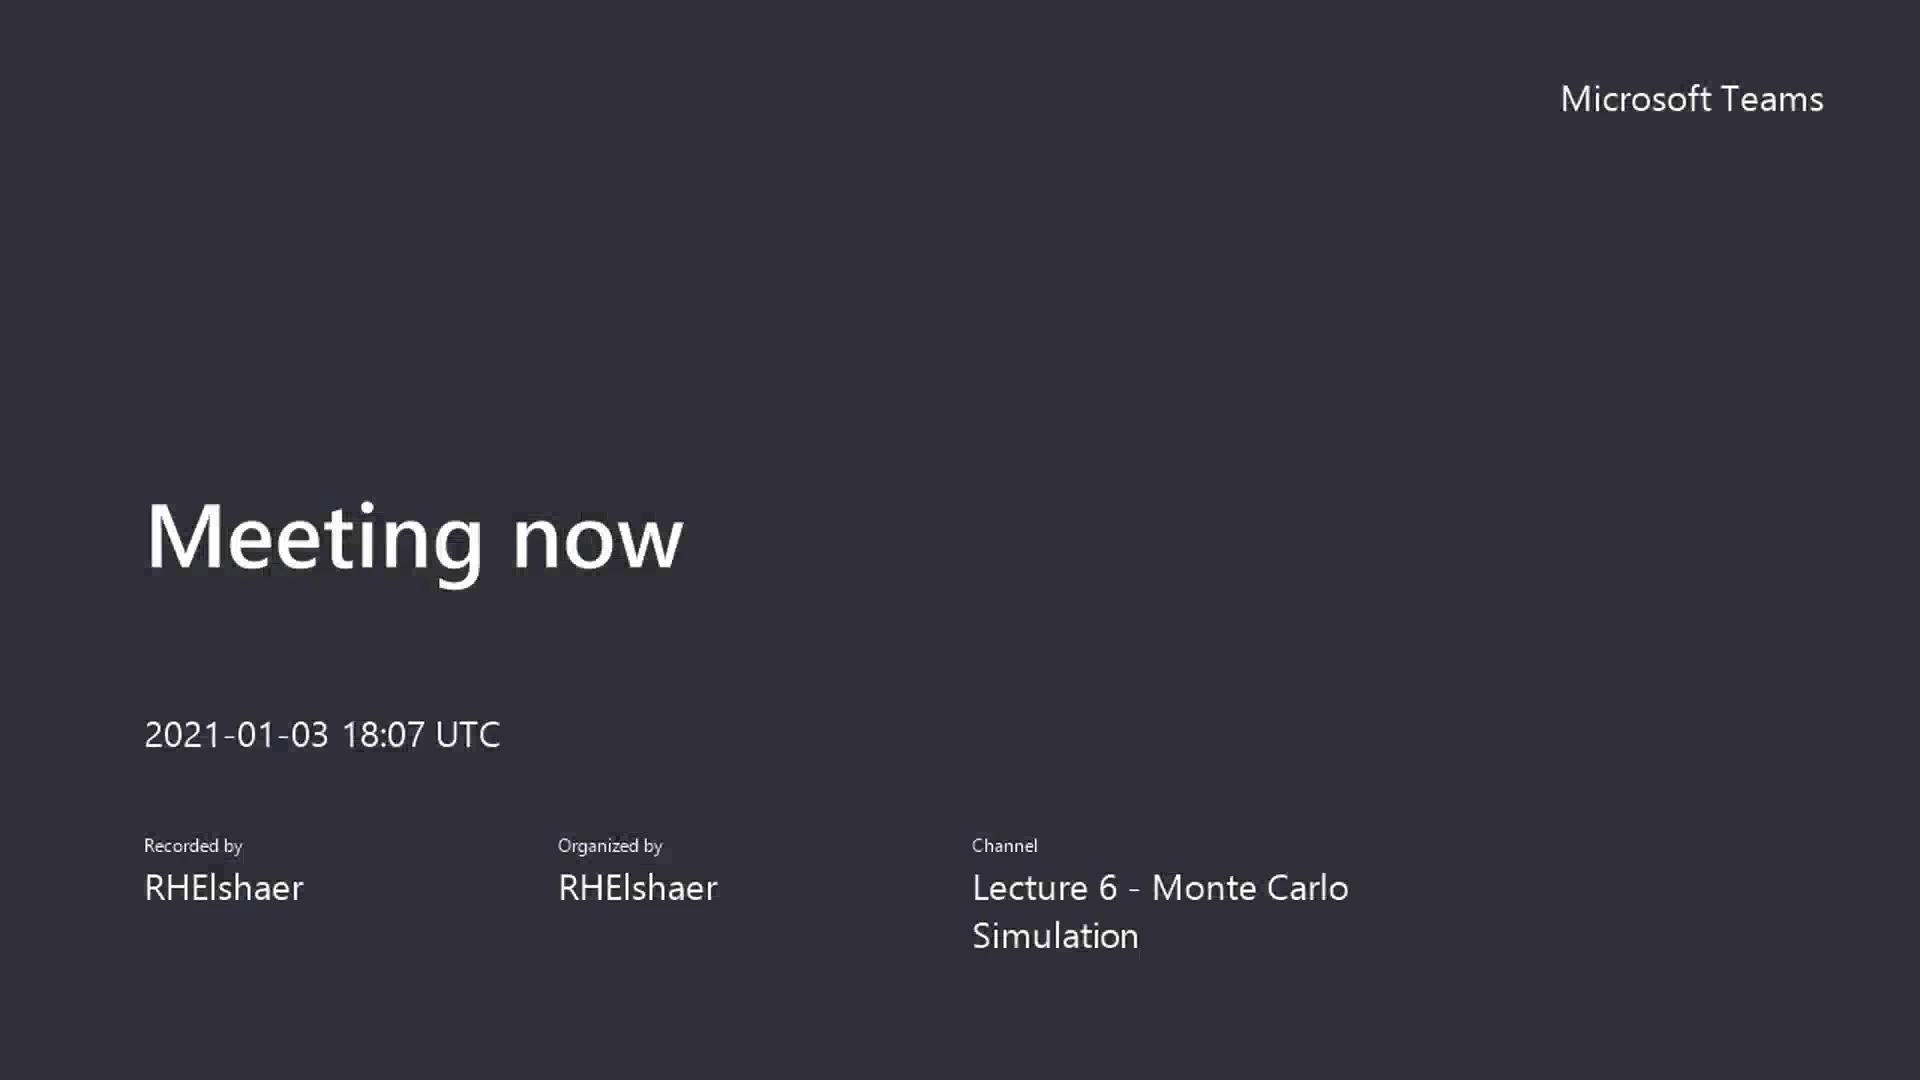 Microsoft Teams
Meeting now
2021-01-03 18:07 UTC
Recorded by
RHElshaer
Organized by
RHElshaer
Channel
Lecture 6 - Monte Carlo
Simulation